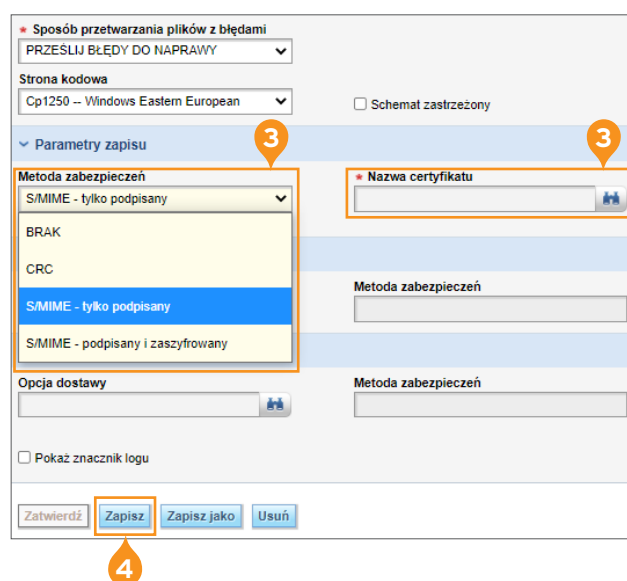 * Sposób przetwarzania plików z błędami
PRZEŚLIJ BŁĘDY DO NAPRAWY
Strona kodowa
Cp1250 -- Windows Eastern European
Schemat zastrzeżony
Parametry zapisu
3
3
Metoda zabezpieczeń
* Nazwa certyfikatu
S/MIME - tylko podpisany
BRAK
CRC
S/MIME - tylko podpisany
S/MIME - podpisany i zaszyfrowany
Metoda zabezpieczeń
Opcja dostawy
Metoda zabezpieczeń
Pokaż znacznik logu
Zatwierdź Zapisz Zapisz jako Usuń
4